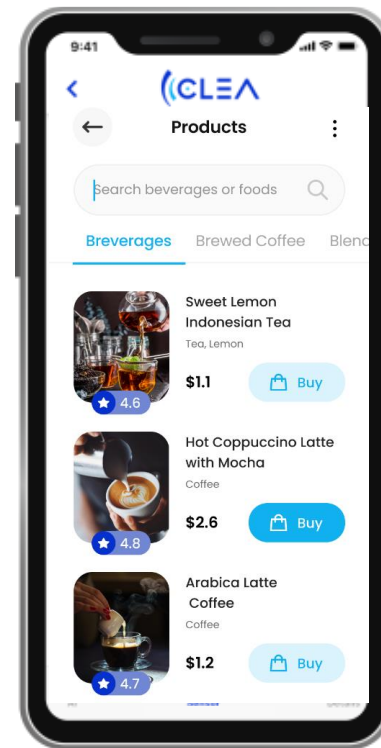 9:41
CLEA
Products
Search beverages or foods
Breverages Brewed Coffee Blend
Sweet Lemon
Indonesian Tea
Tea, Lemon
$1.1 Buy
4.6
Hot Coppuccino Latte
with Mocha
Coffee
$2.6 Buy
4.8
Arabica Latte
Coffee
Coffee
$1.2 Buy
4.7